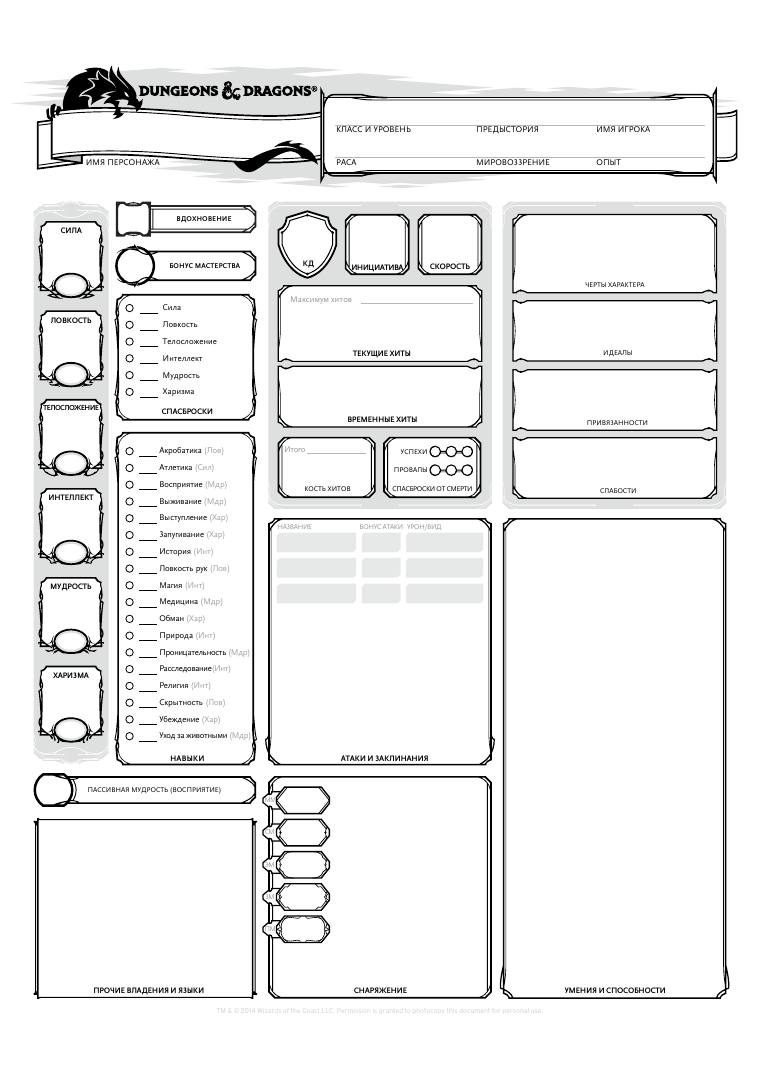 DUNGEONS & DRAGONS®
КЛАСС И УРОВЕНЬ ПРЕДЫСТОРИЯ ИМЯ ИГРОКА
ИМЯ ПЕРСОНАЖА
РАСА МИРОВОЗЗРЕНИЕ ОПЫТ
СИЛА
ЛОВКОСТЬ
ТЕЛОСЛОЖЕНИЕ
ИНТЕЛЛЕКТ
МУДРОСТЬ
ХАРИЗМА
ВДОХНОВЕНИЕ
БОНУС МАСТЕРСТВА
Сила
Ловкость
Телосложение
Интеллект
Мудрость
Харизма
СПАСБРОСКИ
Акробатика (Лов)
Атлетика (Сил)
Восприятие (Мдр)
Выживание (Мдр)
Выступление (Хар)
Запугивание (Хар)
История (Инт)
Ловкость рук (Лов)
Магия (Инт)
Медицина (Мдр)
Обман (Хар)
Природа (Инт)
Проницательность (Мдр)
Расследование(Инт)
Религия (Инт)
Скрытность (Лов)
Убеждение (Хар)
Уход за животными (Мдр)
НАВЫКИ
ПАССИВНАЯ МУДРОСТЬ (ВОСПРИЯТИЕ)
ПРОЧИЕ ВЛАДЕНИЯ И ЯЗЫКИ
КД ИНИЦИАТИВА СКОРОСТЬ
Максимум хитов
ТЕКУЩИЕ ХИТЫ
ВРЕМЕННЫЕ ХИТЫ
Итого
КОСТЬ ХИТОВ
УСПЕХИ
ПРОВАЛЫ
СПАСБРОСКИ ОТ СМЕРТИ
НАЗВАНИЕ БОНУС АТАКИ УРОН/ВИД
АТАКИ И ЗАКЛИНАНИЯ
СНАРЯЖЕНИЕ
ЧЕРТЫ ХАРАКТЕРА
ИДЕАЛЫ
ПРИВЯЗАННОСТИ
СЛАБОСТИ
УМЕНИЯ И СПОСОБНОСТИ
TM & © 2014 Wizards of the Coast LLC. Permission is granted to photocopy this document for personal use.